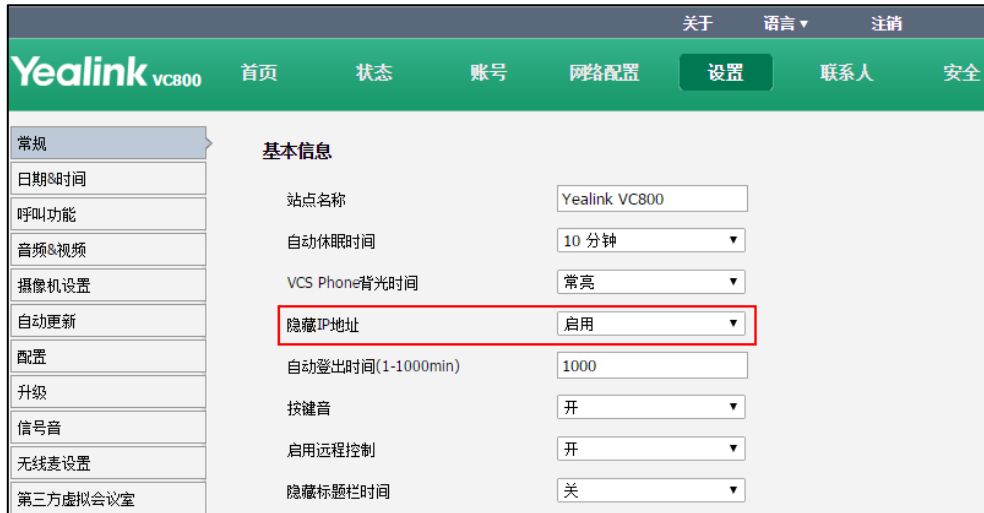 关于 语言▼ 注销
Yealink VC800 首页 状态 账号 网络配置 设置 联系人 安全
常规
日期&时间
呼叫功能
音频&视频
摄像机设置
自动更新
配置
升级
信号音
无线麦设置
第三方虚拟会议室
基本信息
站点名称 Yealink VC800
自动休眠时间 10 分钟 ▼
VCS Phone背光时间 常亮 ▼
隐藏IP地址 启用 ▼
自动登出时间(1-1000min) 1000
按键音 开 ▼
启用远程控制 开 ▼
隐藏标题栏时间 关 ▼